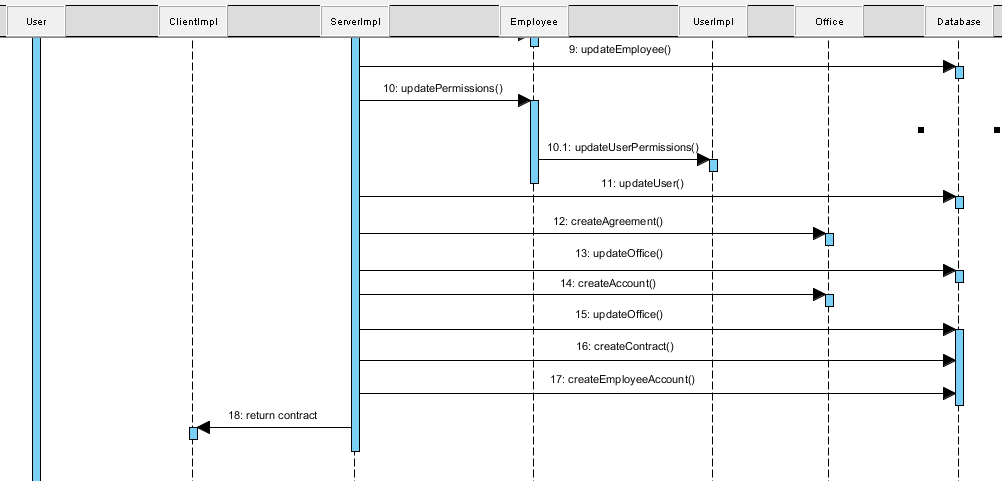 User
ClientImpl
ServerImpl
Employee
UserImpl
Office
Database
9: updateEmployee()
10: updatePermissions()
10.1: updateUserPermissions()
11: updateUser()
12: createAgreement()
13: updateOffice()
14: createAccount()
15: updateOffice()
16: createContract()
17: createEmployeeAccount()
18: return contract